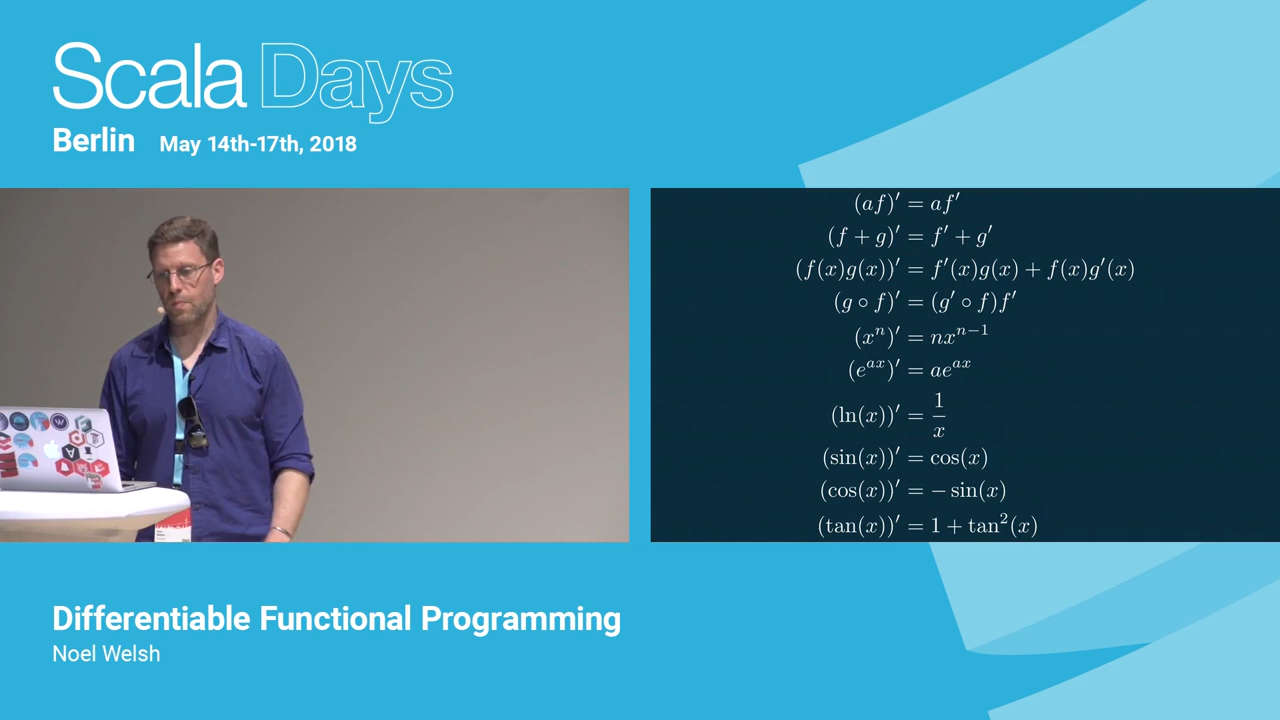 Scala Days
Berlin May 14th-17th, 2018
(af)′ = af′
(f + g)′ = f′ + g′
(f(x)g(x))′ = f′(x)g(x) + f(x)g′(x)
(g ∘ f)′ = (g′ ∘ f)f′
(xⁿ)′ = nxⁿ⁻¹
(eᵃˣ)′ = aeᵃˣ
(ln(x))′ = 1/x
(sin(x))′ = cos(x)
(cos(x))′ = − sin(x)
(tan(x))′ = 1 + tan²(x)
Differentiable Functional Programming
Noel Welsh